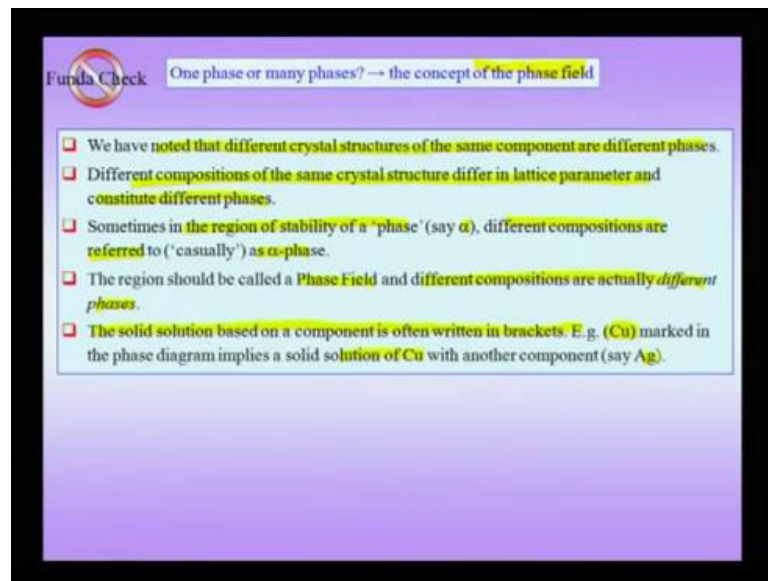 Funda Check
One phase or many phases? → the concept of the phase field
We have noted that different crystal structures of the same component are different phases.
Different compositions of the same crystal structure differ in lattice parameter and
constitute different phases.
Sometimes in the region of stability of a 'phase' (say α), different compositions are
referred to ('casually') as α-phase.
The region should be called a Phase Field and different compositions are actually different
phases.
The solid solution based on a component is often written in brackets. E.g. (Cu) marked in
the phase diagram implies a solid solution of Cu with another component (say Ag).